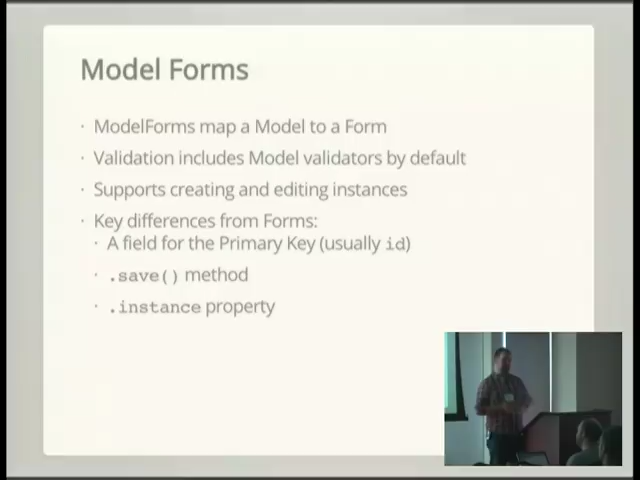 Model Forms
· ModelForms map a Model to a Form
· Validation includes Model validators by default
· Supports creating and editing instances
· Key differences from Forms:
· A field for the Primary Key (usually id)
· .save() method
· .instance property